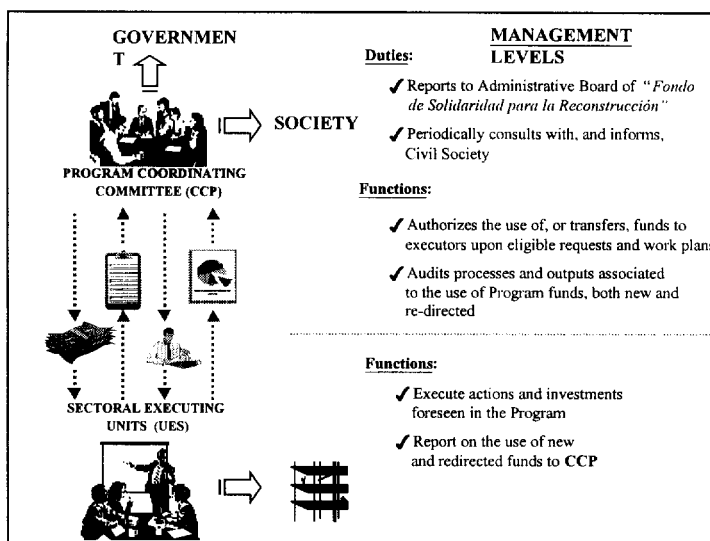 GOVERNMEN
T
SOCIETY
PROGRAM COORDINATING
COMMITTEE (CCP)
SECTORAL EXECUTING
UNITS (UES)
MANAGEMENT
LEVELS
Duties:
✓ Reports to Administrative Board of "Fondo
de Solidaridad para la Reconstrucción"
✓ Periodically consults with, and informs,
Civil Society
Functions:
✓ Authorizes the use of, or transfers, funds to
executors upon eligible requests and work plans
✓ Audits processes and outputs associated
to the use of Program funds, both new and
re-directed
Functions:
✓ Execute actions and investments
foreseen in the Program
✓ Report on the use of new
and redirected funds to CCP